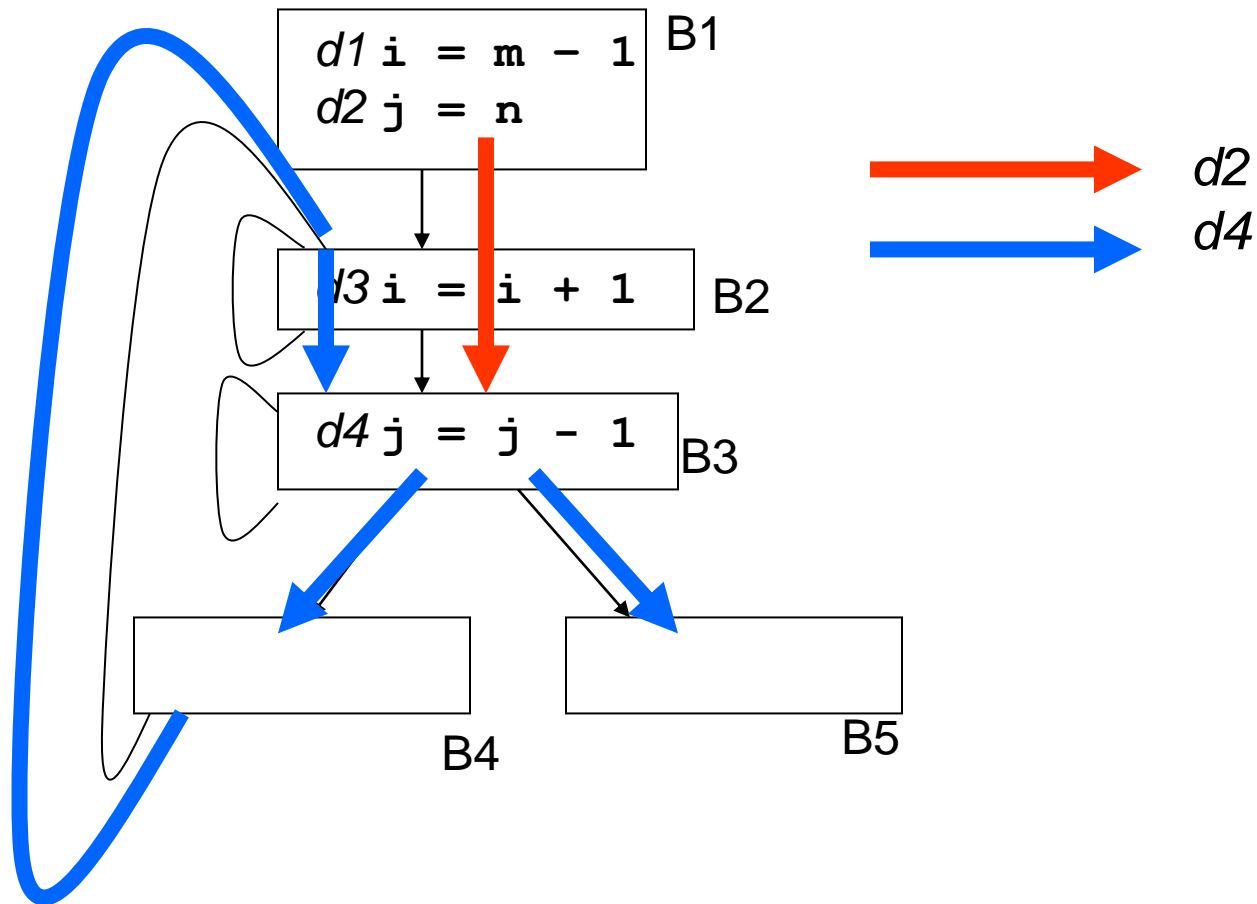 d1 i = m - 1
d2 j = n
B1
d2
d4
d3 i = i + 1
B2
d4 j = j - 1
B3
B4
B5